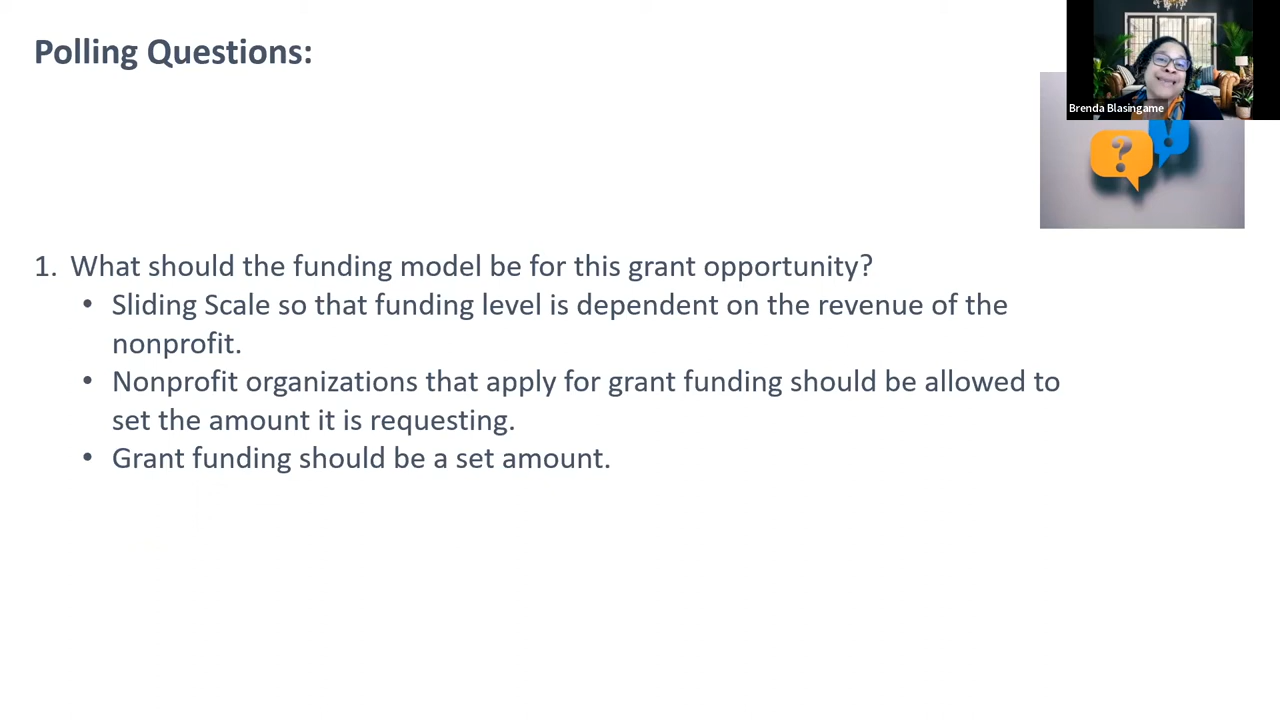 Polling Questions:
Brenda Blasingame
? !
1. What should the funding model be for this grant opportunity?
• Sliding Scale so that funding level is dependent on the revenue of the
nonprofit.
• Nonprofit organizations that apply for grant funding should be allowed to
set the amount it is requesting.
• Grant funding should be a set amount.